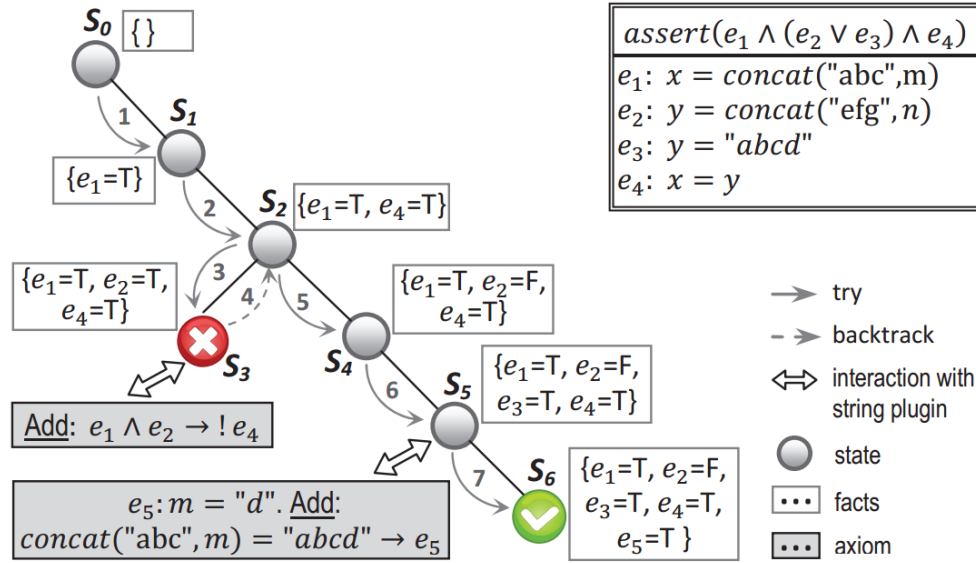 S₀
{ }
1
S₁
{e₁=T}
2
S₂
{e₁=T, e₄=T}
{e₁=T, e₂=T,
e₄=T}
3
4
5
{e₁=T, e₂=F,
e₄=T}
S₃
S₄
Add: e₁ ∧ e₂ → ! e₄
6
S₅
{e₁=T, e₂=F,
e₃=T, e₄=T}
7
S₆
{e₁=T, e₂=F,
e₃=T, e₄=T,
e₅=T }
e₅: m = "d". Add:
concat("abc", m) = "abcd" → e₅
assert(e₁ ∧ (e₂ ∨ e₃) ∧ e₄)
e₁: x = concat("abc",m)
e₂: y = concat("efg", n)
e₃: y = "abcd"
e₄: x = y
try
backtrack
interaction with
string plugin
state
facts
axiom